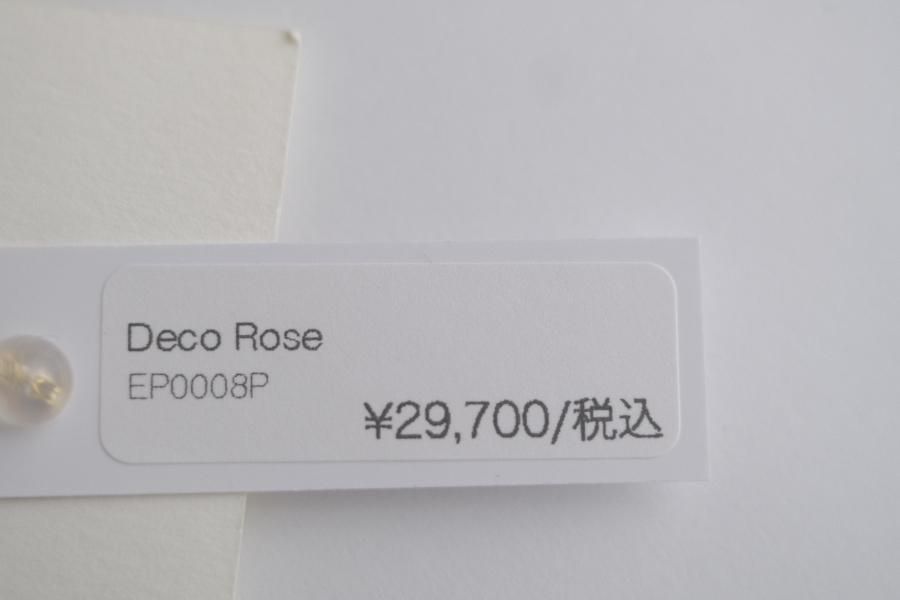 Deco Rose
EP0008P
¥29,700/税込